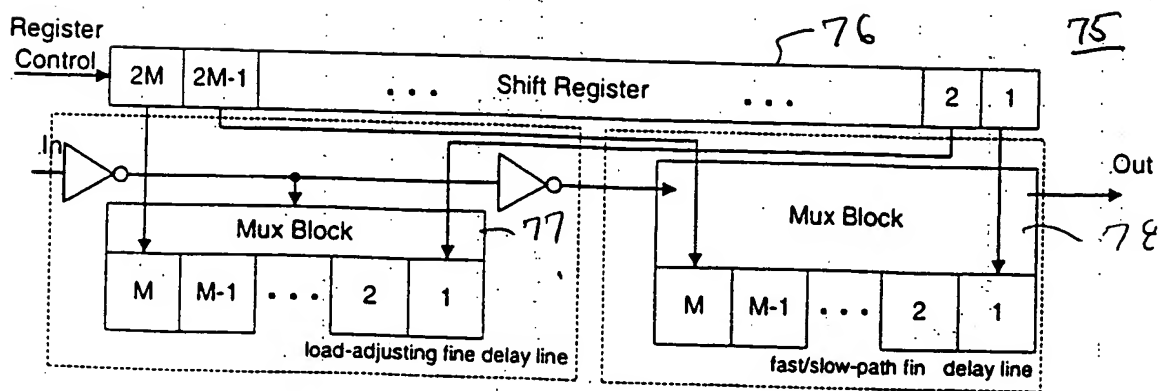 76
75
Register
Control
2M 2M-1 ... Shift Register ... 2 1
In
Out
Mux Block
77
Mux Block
78
M M-1 ... 2 1
M M-1 ... 2 1
load-adjusting fine delay line
fast/slow-path fin delay line